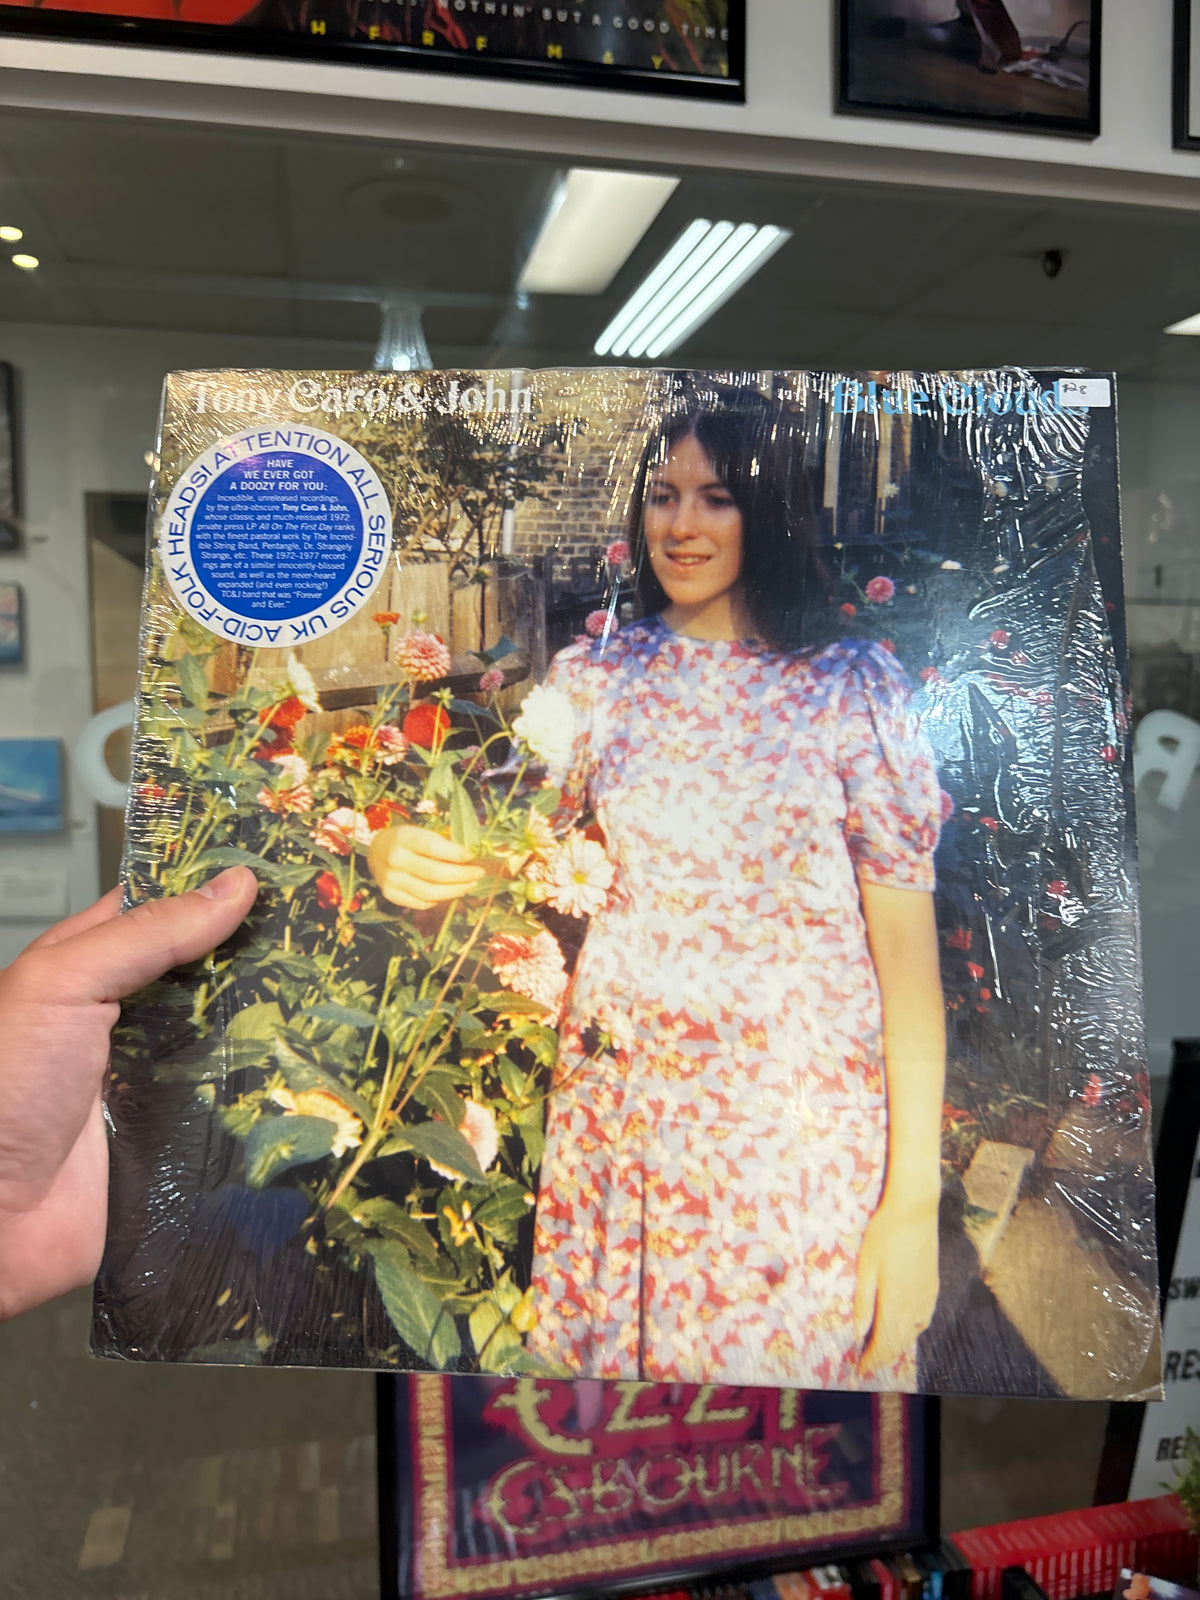 NOTHIN' BUT A GOOD TIME
HEREMAY
Tony Caro & John
Blue Clouds
$28
ATTENTION ALL SERIOUS UK ACID-FOLK HEADS!
HAVE
WE EVER GOT
A DOOZY FOR YOU:
Incredible, unreleased recordings
by the ultra-obscure Tony Caro & John,
whose classic and much-reissued 1972
private press LP All On The First Day ranks
with the finest pastoral work by The Incred-
ible String Band, Pentangle, Dr. Strangely
Strange, etc. These 1972-1977 record-
ings are of a similar innocently-blissed
sound, as well as the never-heard
expanded (and even rocking!)
TC&J band that was "Forever
and Ever."
OZZY
OSBOURNE